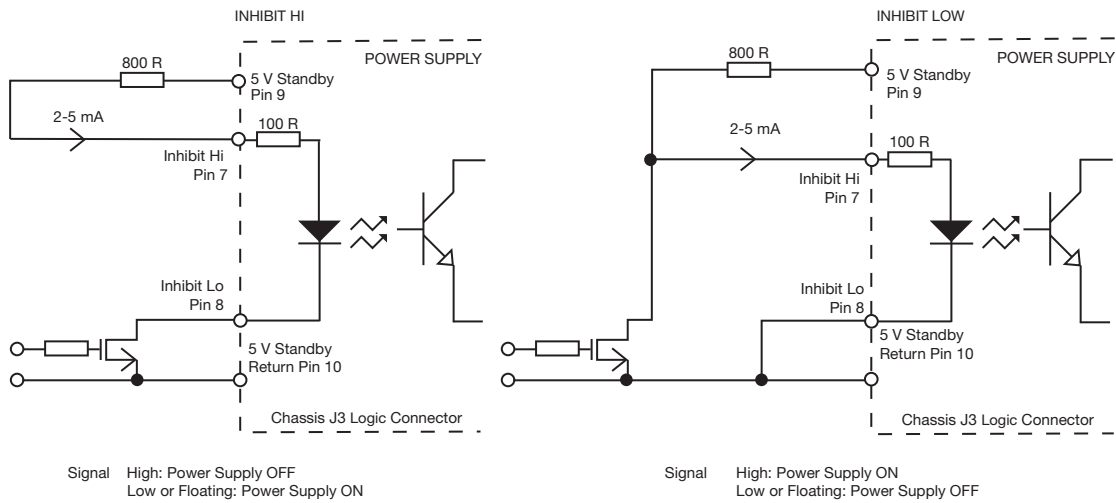 INHIBIT HI
POWER SUPPLY
800 R
5 V Standby
Pin 9
2-5 mA
100 R
Inhibit Hi
Pin 7
Inhibit Lo
Pin 8
5 V Standby
Return Pin 10
Chassis J3 Logic Connector
Signal High: Power Supply OFF
Low or Floating: Power Supply ON
INHIBIT LOW
POWER SUPPLY
800 R
5 V Standby
Pin 9
2-5 mA
100 R
Inhibit Hi
Pin 7
Inhibit Lo
Pin 8
5 V Standby
Return Pin 10
Chassis J3 Logic Connector
Signal High: Power Supply ON
Low or Floating: Power Supply OFF